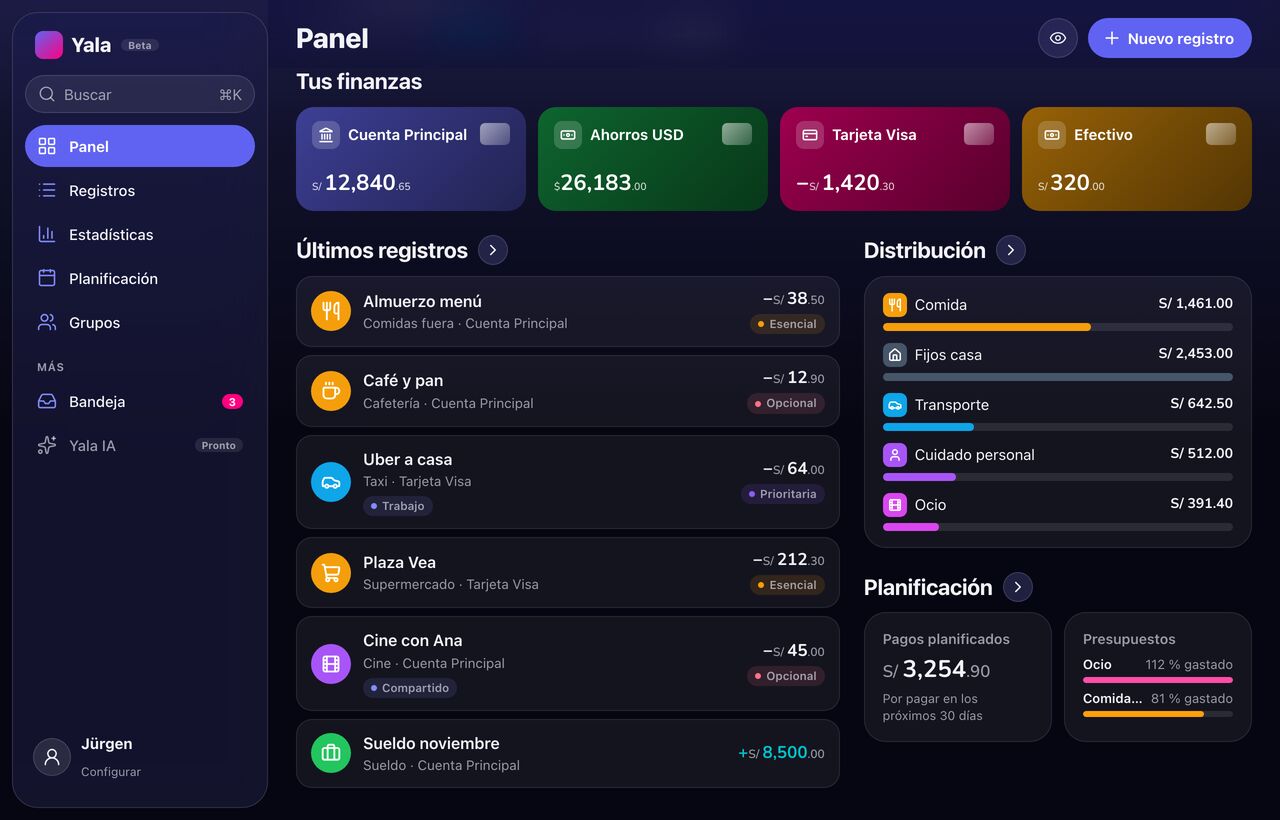 Yala Beta
Buscar ⌘K
Panel
Registros
Estadísticas
Planificación
Grupos
MÁS
Bandeja 3
Yala IA Pronto
Jürgen
Configurar
Panel
Nuevo registro
Tus finanzas
Cuenta Principal
S/ 12,840.65
Ahorros USD
$26,183.00
Tarjeta Visa
−S/ 1,420.30
Efectivo
S/ 320.00
Últimos registros
Almuerzo menú
Comidas fuera · Cuenta Principal
−S/ 38.50
Esencial
Café y pan
Cafetería · Cuenta Principal
−S/ 12.90
Opcional
Uber a casa
Taxi · Tarjeta Visa
Trabajo
−S/ 64.00
Prioritaria
Plaza Vea
Supermercado · Tarjeta Visa
−S/ 212.30
Esencial
Cine con Ana
Cine · Cuenta Principal
Compartido
−S/ 45.00
Opcional
Sueldo noviembre
Sueldo · Cuenta Principal
+S/ 8,500.00
Distribución
Comida S/ 1,461.00
Fijos casa S/ 2,453.00
Transporte S/ 642.50
Cuidado personal S/ 512.00
Ocio S/ 391.40
Planificación
Pagos planificados
S/ 3,254.90
Por pagar en los
próximos 30 días
Presupuestos
Ocio 112 % gastado
Comida... 81 % gastado